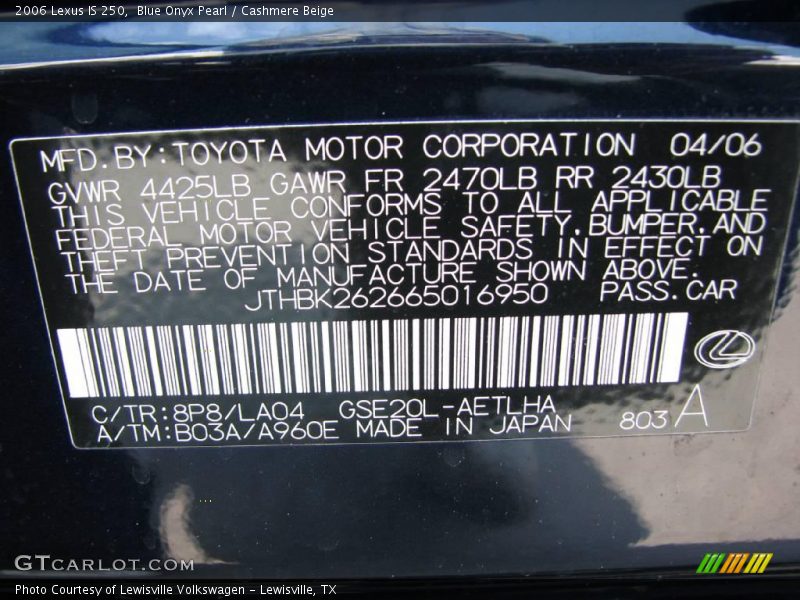 2006 Lexus IS 250,  Blue Onyx Pearl / Cashmere Beige
MFD.BY:TOYOTA MOTOR CORPORATION 04/06
GVWR 4425LB GAWR FR 2470LB RR 2430LB
THIS VEHICLE CONFORMS TO ALL APPLICABLE
FEDERAL MOTOR VEHICLE SAFETY.BUMPER.AND
THEFT PREVENTION STANDARDS IN EFFECT ON
THE DATE OF MANUFACTURE SHOWN ABOVE.
JTHBK262665016950 PASS.CAR
C/TR:8P8/LA04 GSE20L-AETLHA
A/TM:B03A/A960E MADE IN JAPAN 803 A
GTCARLOT.COM
Photo Courtesy of Lewisville Volkswagen - Lewisville, TX